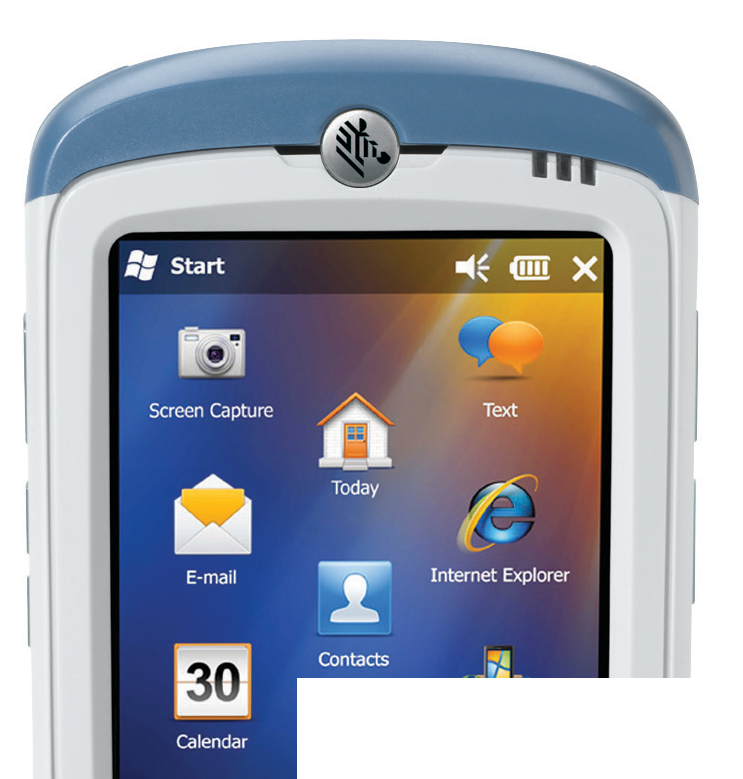 Start
Screen Capture
Text
Today
E-mail
Internet Explorer
Contacts
30
Calendar